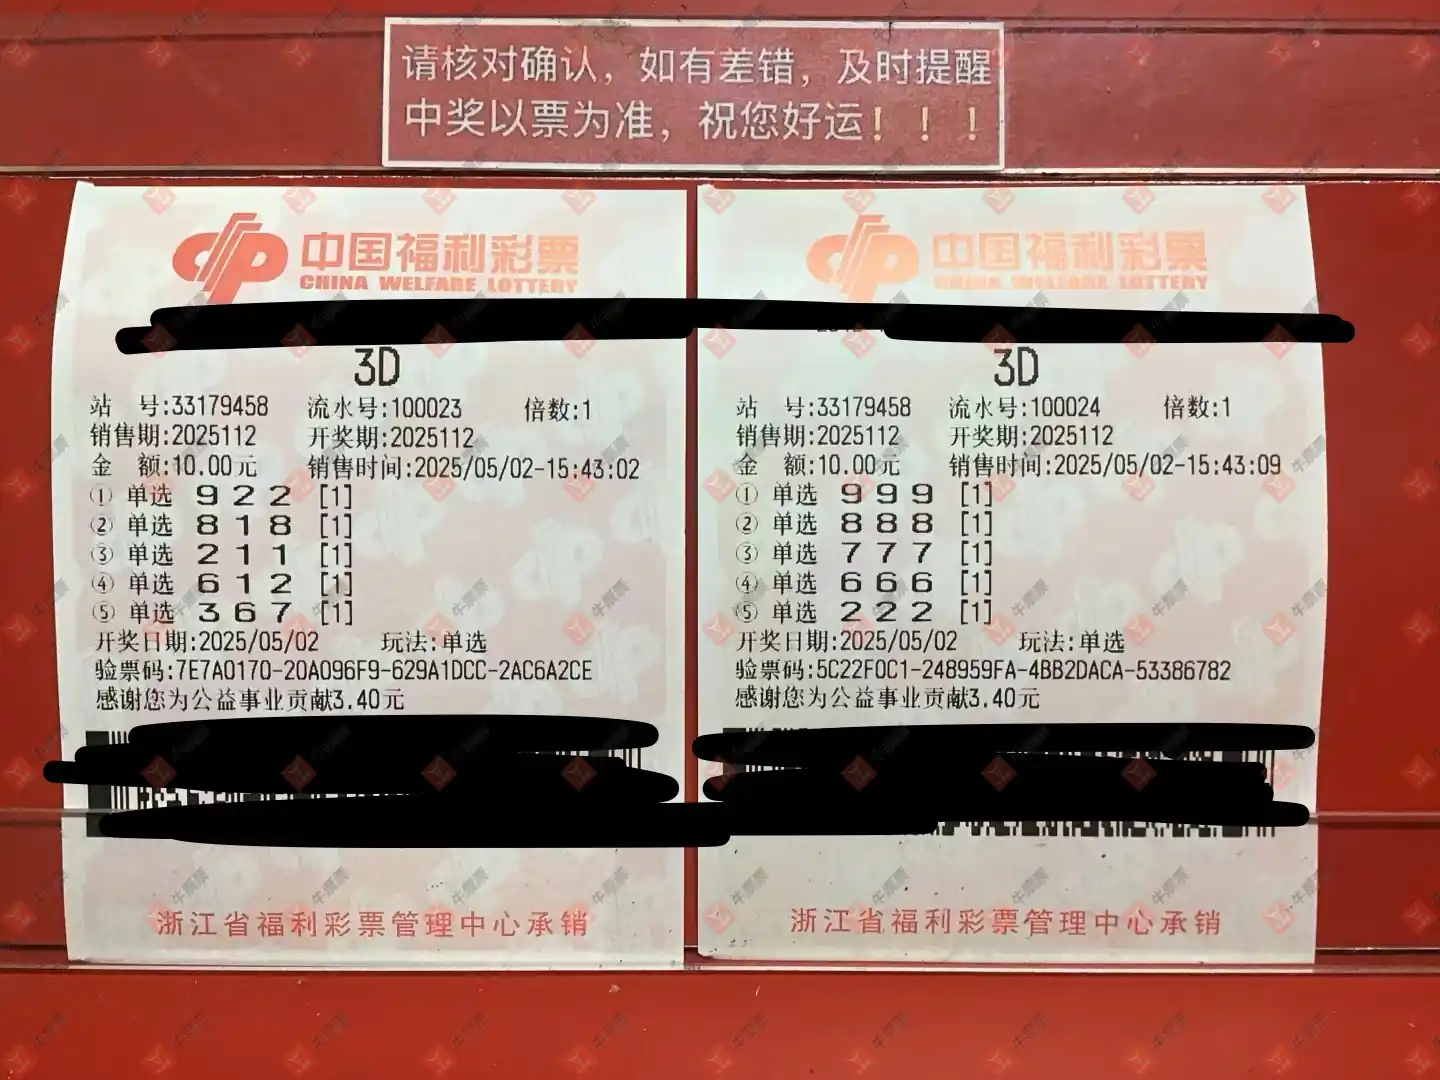 请核对确认，如有差错，及时提醒
中奖以票为准，祝您好运！！！
中国福利彩票
CHINA WELFARE LOTTERY
3D
站 号:33179458 流水号:100023 倍数:1
销售期:2025112 开奖期:2025112
金 额:10.00元 销售时间:2025/05/02-15:43:02
① 单选 9 2 2 [1]
② 单选 8 1 8 [1]
③ 单选 2 1 1 [1]
④ 单选 6 1 2 [1]
⑤ 单选 3 6 7 [1]
开奖日期:2025/05/02 玩法:单选
验票码:7E7A0170-20A096F9-629A1DCC-2AC6A2CE
感谢您为公益事业贡献3.40元
浙江省福利彩票管理中心承销
中国福利彩票
CHINA WELFARE LOTTERY
3D
站 号:33179458 流水号:100024 倍数:1
销售期:2025112 开奖期:2025112
金 额:10.00元 销售时间:2025/05/02-15:43:09
① 单选 9 9 9 [1]
② 单选 8 8 8 [1]
③ 单选 7 7 7 [1]
④ 单选 6 6 6 [1]
⑤ 单选 2 2 2 [1]
开奖日期:2025/05/02 玩法:单选
验票码:5C22F0C1-248959FA-4BB2DACA-53386782
感谢您为公益事业贡献3.40元
浙江省福利彩票管理中心承销